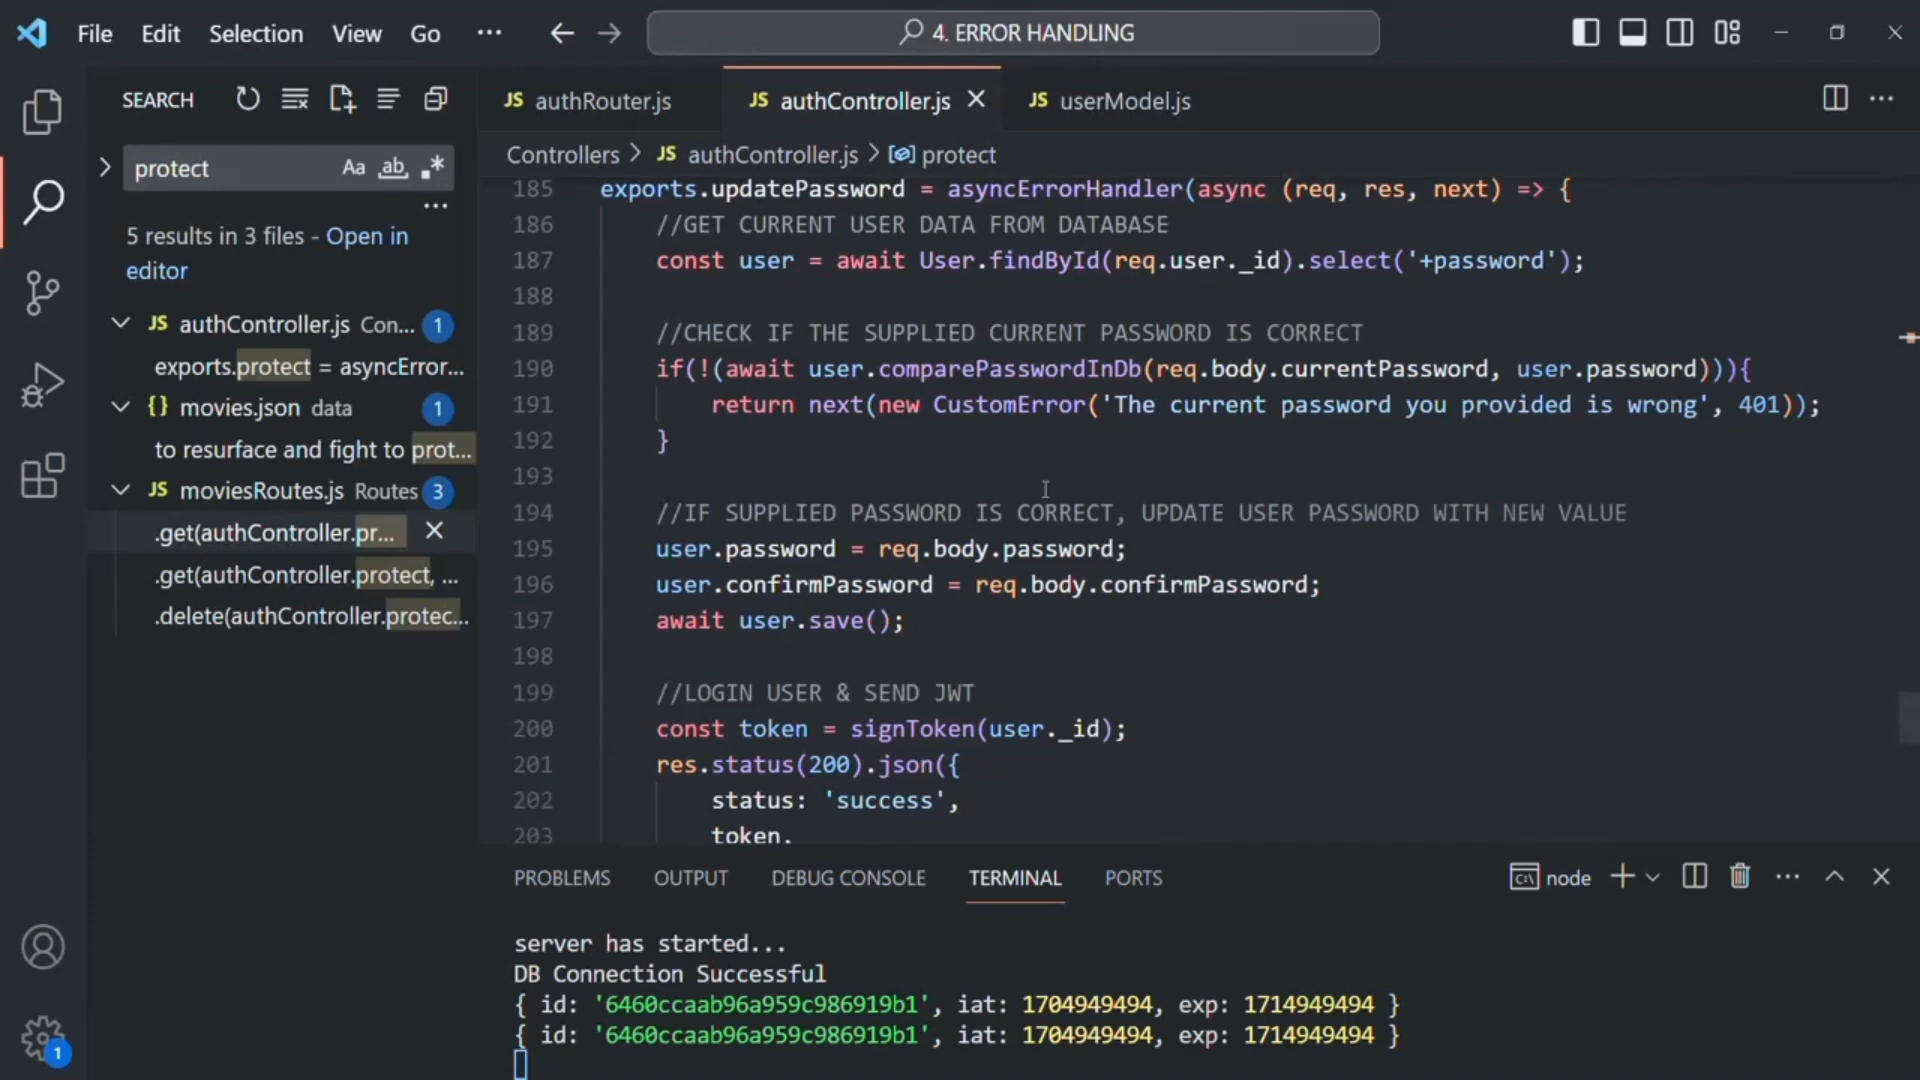 File Edit Selection View Go ··· 4. ERROR HANDLING
SEARCH
protect
Aa ab .*
5 results in 3 files - Open in
editor
JS authController.js Con... 1
exports.protect = asyncError...
{} movies.json data 1
to resurface and fight to prot...
JS moviesRoutes.js Routes 3
.get(authController.pr...
.get(authController.protect, ...
.delete(authController.protec...
1
JS authRouter.js JS authController.js JS userModel.js
Controllers > JS authController.js > protect
185 exports.updatePassword = asyncErrorHandler(async (req, res, next) => {
186 //GET CURRENT USER DATA FROM DATABASE
187 const user = await User.findById(req.user._id).select('+password');
188
189 //CHECK IF THE SUPPLIED CURRENT PASSWORD IS CORRECT
190 if(!(await user.comparePasswordInDb(req.body.currentPassword, user.password))){
191 return next(new CustomError('The current password you provided is wrong', 401));
192 }
193
194 //IF SUPPLIED PASSWORD IS CORRECT, UPDATE USER PASSWORD WITH NEW VALUE
195 user.password = req.body.password;
196 user.confirmPassword = req.body.confirmPassword;
197 await user.save();
198
199 //LOGIN USER & SEND JWT
200 const token = signToken(user._id);
201 res.status(200).json({
202 status: 'success',
203 token,
PROBLEMS OUTPUT DEBUG CONSOLE TERMINAL PORTS node
server has started...
DB Connection Successful
{ id: '6460ccaab96a959c986919b1', iat: 1704949494, exp: 1714949494 }
{ id: '6460ccaab96a959c986919b1', iat: 1704949494, exp: 1714949494 }